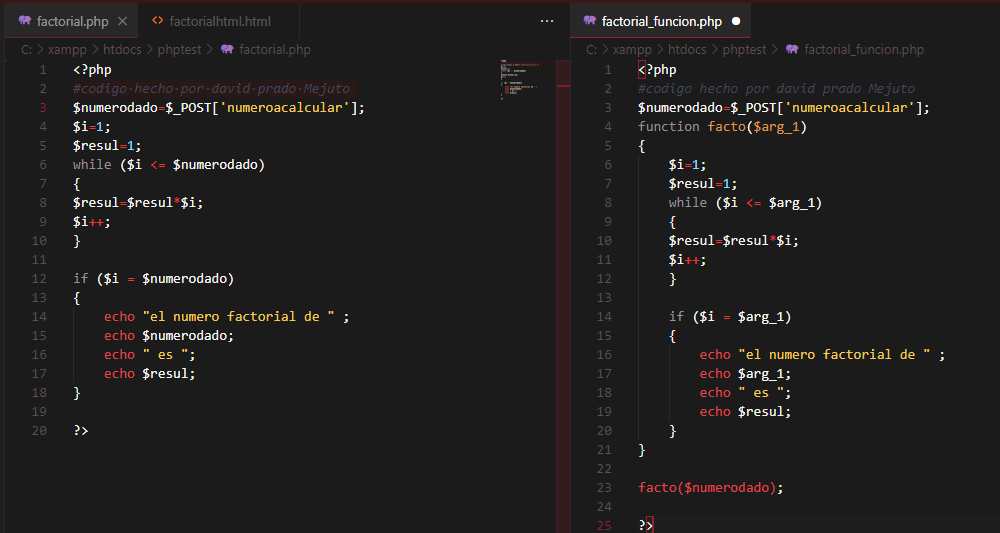 factorial.php
factorialhtml.html
C: > xampp > htdocs > phptest > factorial.php
1 <?php
2 #codigo·hecho·por·david·prado·Mejuto
3 $numerodado=$_POST['numeroacalcular'];
4 $i=1;
5 $resul=1;
6 while ($i <= $numerodado)
7 {
8 $resul=$resul*$i;
9 $i++;
10 }
11
12 if ($i = $numerodado)
13 {
14 echo "el numero factorial de " ;
15 echo $numerodado;
16 echo " es ";
17 echo $resul;
18 }
19
20 ?>
factorial_funcion.php
C: > xampp > htdocs > phptest > factorial_funcion.php
1 <?php
2 #codigo hecho por david prado Mejuto
3 $numerodado=$_POST['numeroacalcular'];
4 function facto($arg_1)
5 {
6 $i=1;
7 $resul=1;
8 while ($i <= $arg_1)
9 {
10 $resul=$resul*$i;
11 $i++;
12 }
13
14 if ($i = $arg_1)
15 {
16 echo "el numero factorial de " ;
17 echo $arg_1;
18 echo " es ";
19 echo $resul;
20 }
21 }
22
23 facto($numerodado);
24
25 ?>